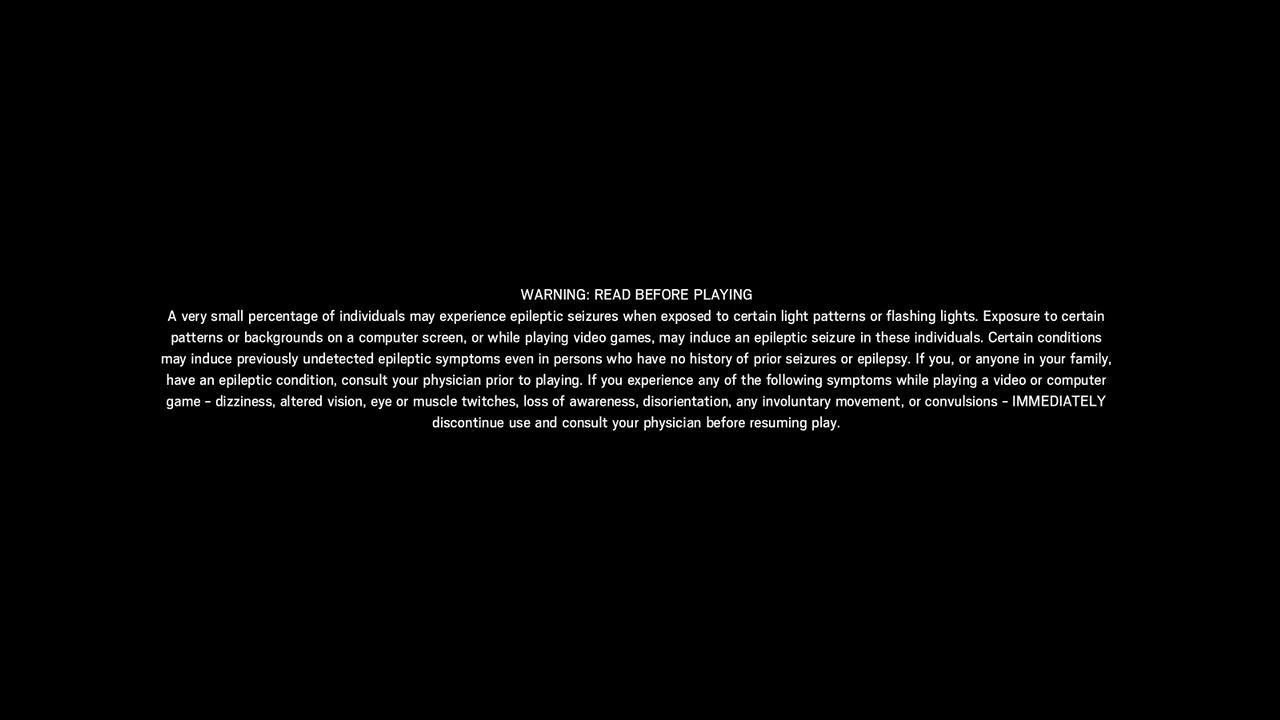 WARNING: READ BEFORE PLAYING
A very small percentage of individuals may experience epileptic seizures when exposed to certain light patterns or flashing lights. Exposure to certain
patterns or backgrounds on a computer screen, or while playing video games, may induce an epileptic seizure in these individuals. Certain conditions
may induce previously undetected epileptic symptoms even in persons who have no history of prior seizures or epilepsy. If you, or anyone in your family,
have an epileptic condition, consult your physician prior to playing. If you experience any of the following symptoms while playing a video or computer
game – dizziness, altered vision, eye or muscle twitches, loss of awareness, disorientation, any involuntary movement, or convulsions – IMMEDIATELY
discontinue use and consult your physician before resuming play.